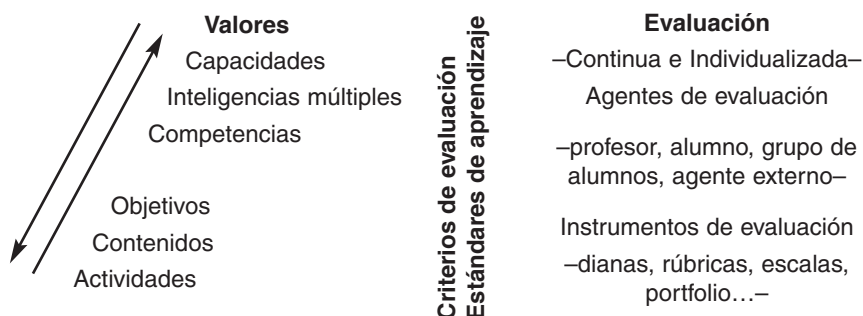 Valores
Capacidades
Inteligencias múltiples
Competencias
Objetivos
Contenidos
Actividades
Criterios de evaluación
Estándares de aprendizaje
Evaluación
–Continua e Individualizada–
Agentes de evaluación
–profesor, alumno, grupo de
alumnos, agente externo–
Instrumentos de evaluación
–dianas, rúbricas, escalas,
portfolio…–